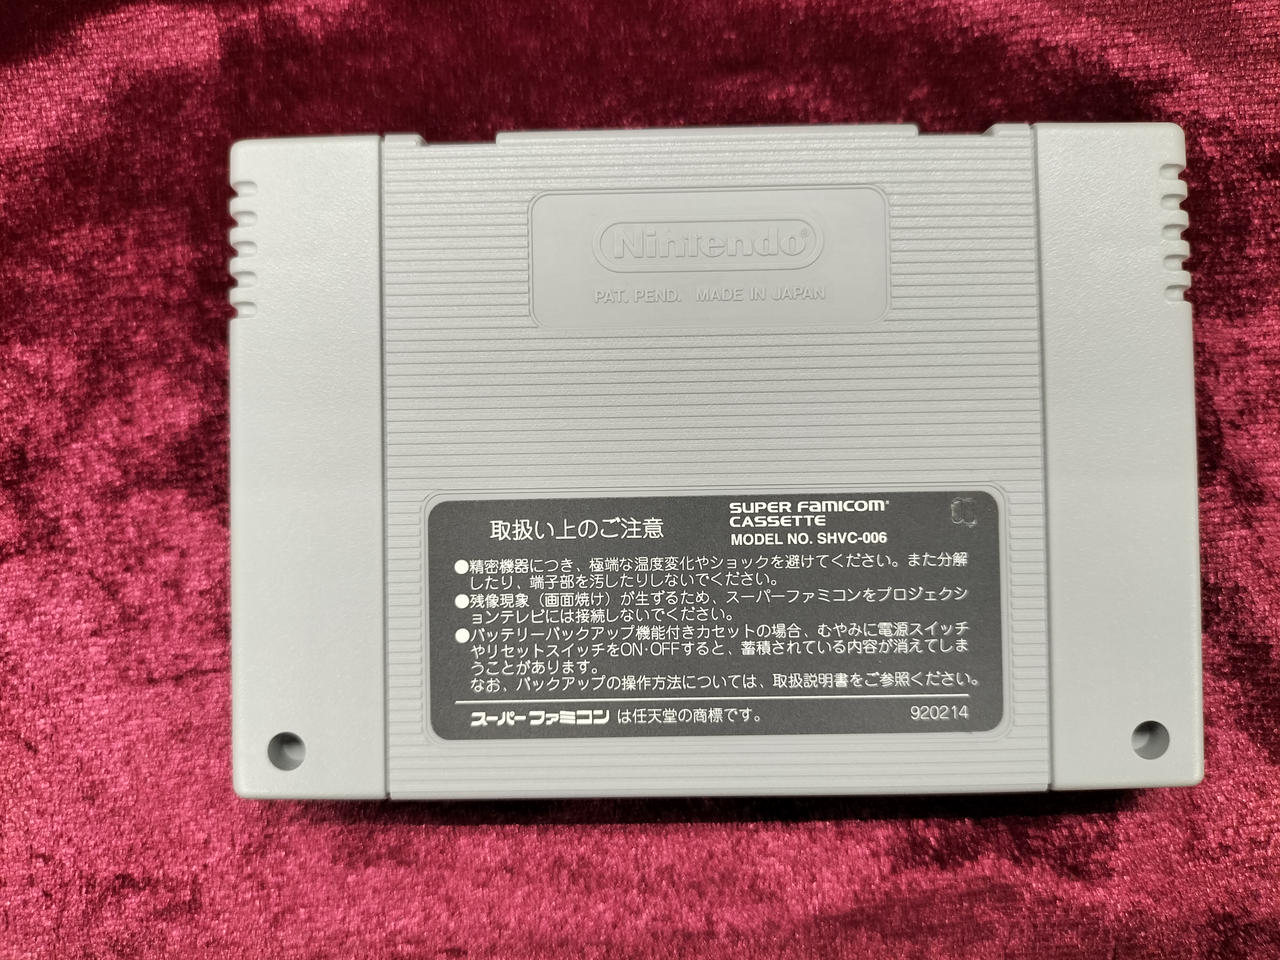 Nintendo®
PAT. PEND. MADE IN JAPAN
取扱い上のご注意
SUPER FAMICOM®
CASSETTE
MODEL NO. SHVC-006
●精密機器につき、極端な温度変化やショックを避けてください。また分解
したり、端子部を汚したりしないでください。
●残像現象（画面焼け）が生ずるため、スーパーファミコンをプロジェクシ
ョンテレビには接続しないでください。
●バッテリーバックアップ機能付きカセットの場合、むやみに電源スイッチ
やリセットスイッチをON·OFFすると、蓄積されている内容が消えてしま
うことがあります。
なお、バックアップの操作方法については、取扱説明書をご参照ください。
スーパーファミコン は任天堂の商標です。
920214